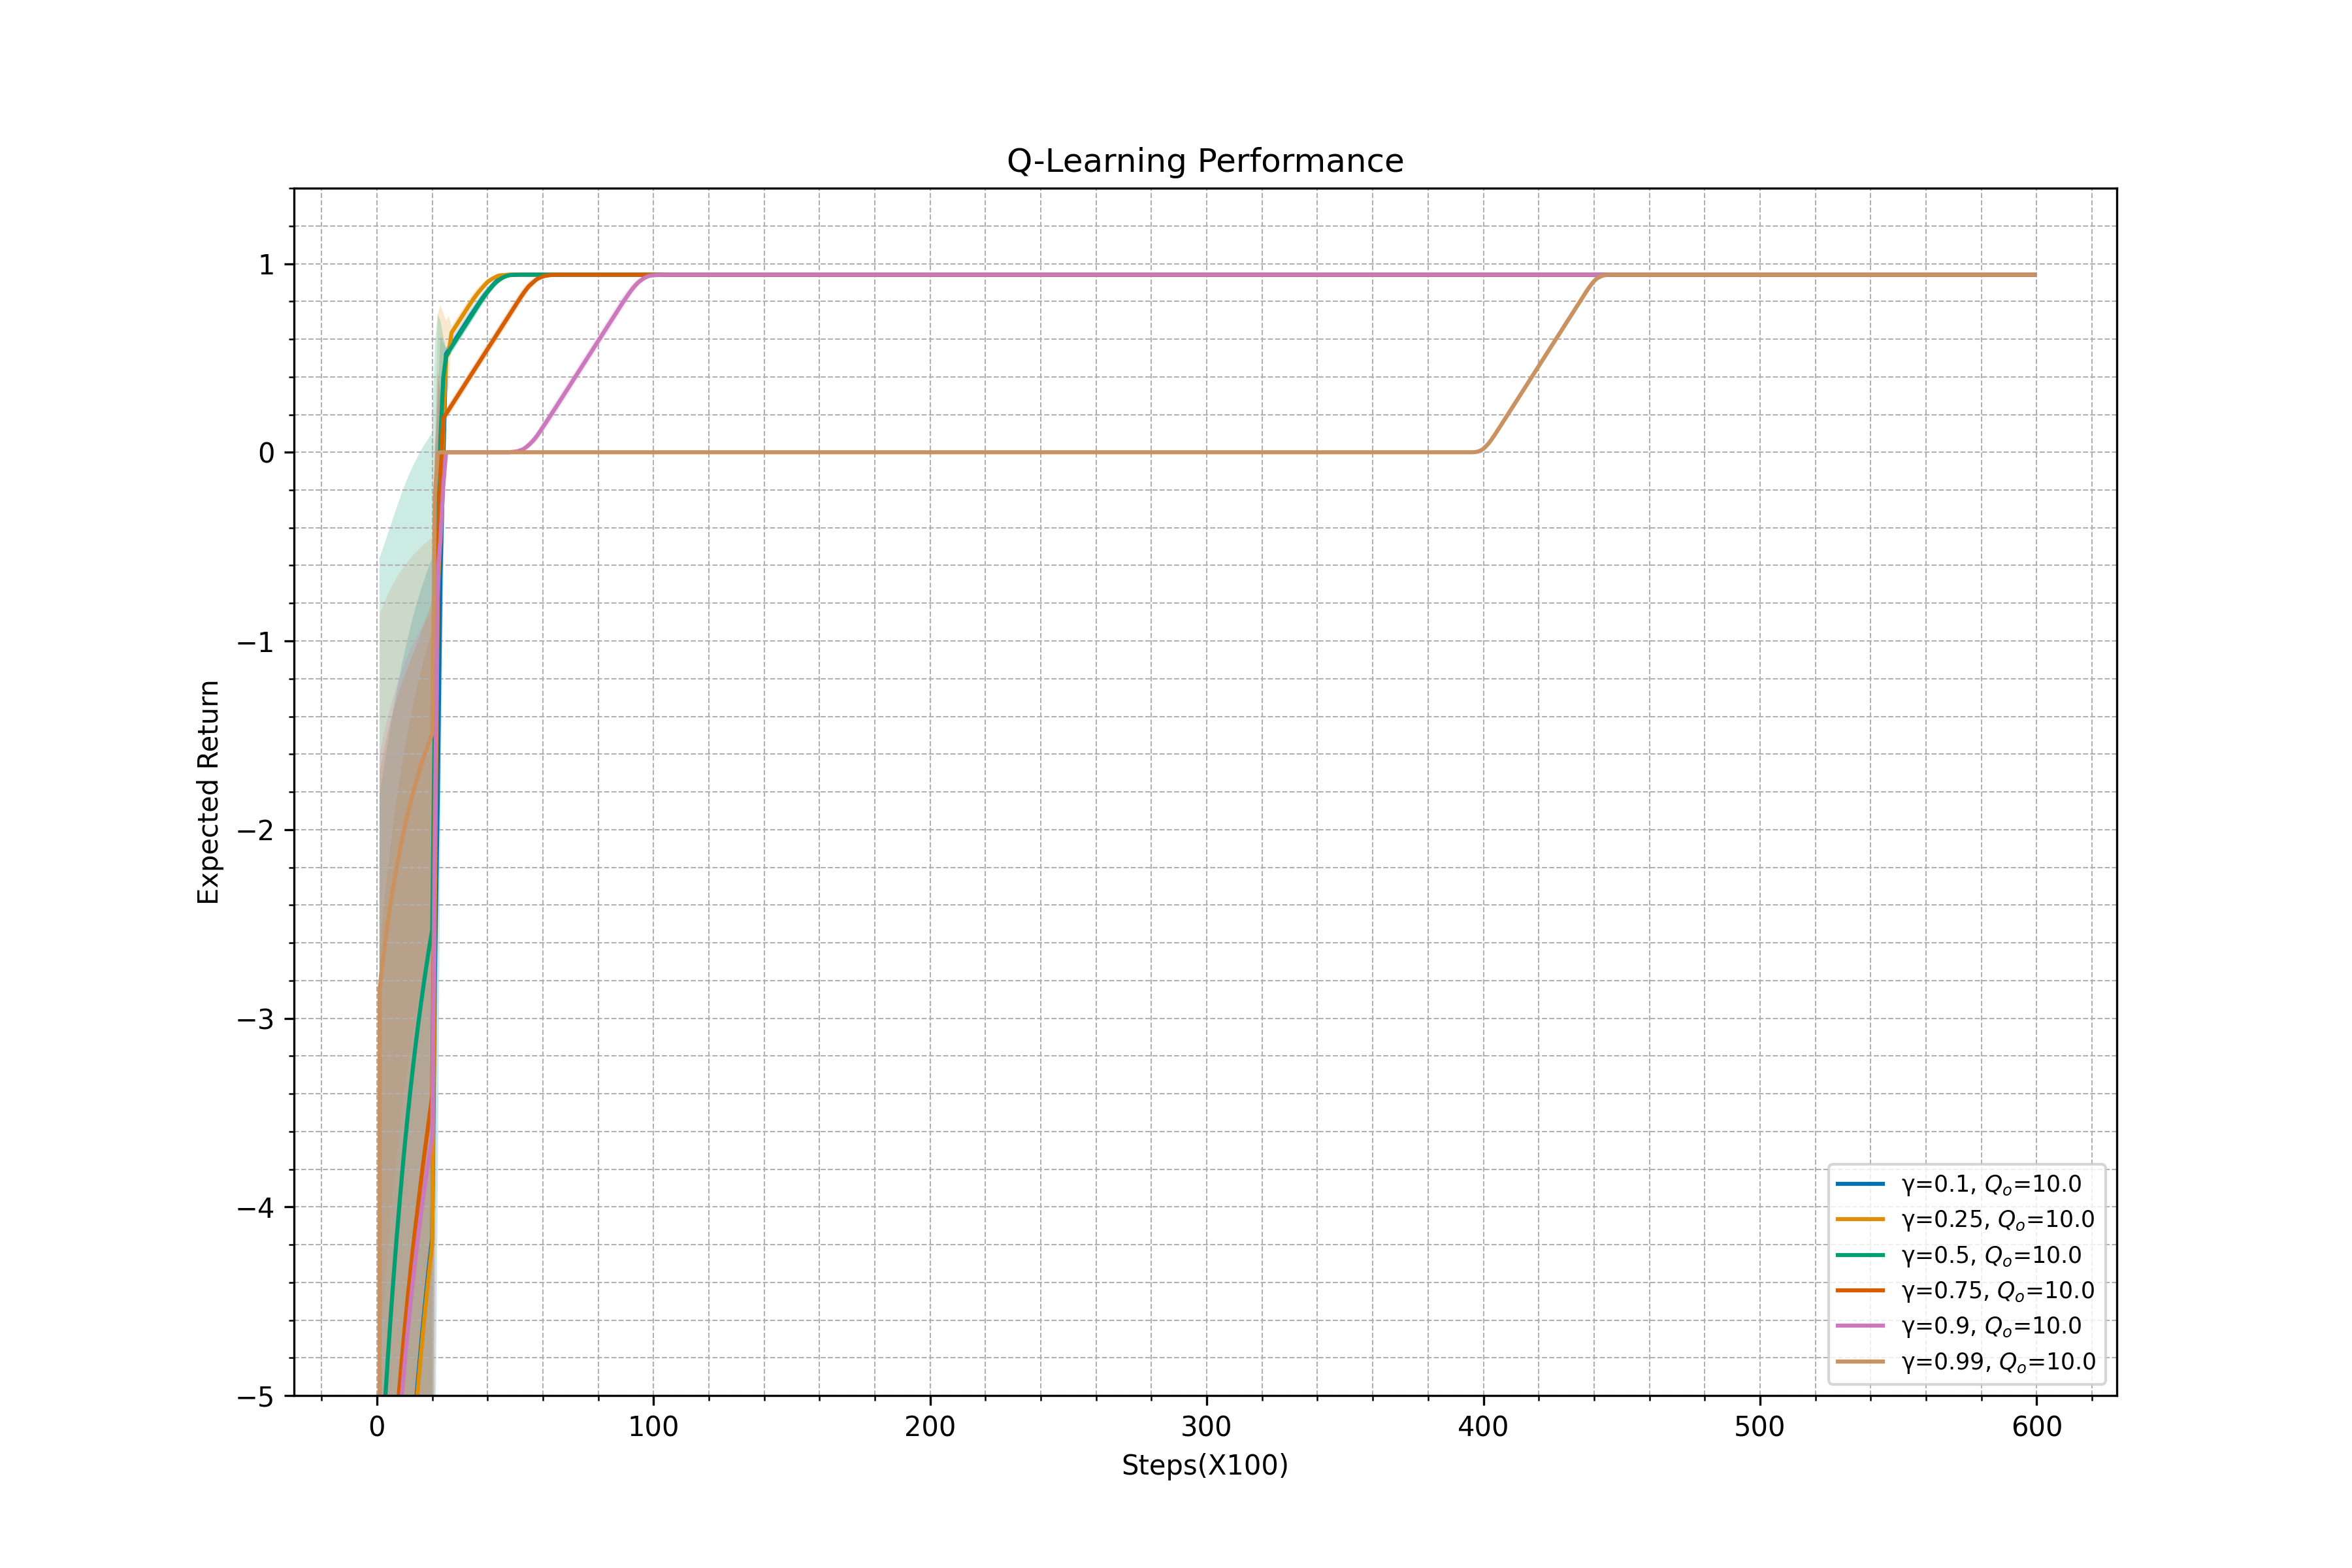 Q-Learning Performance
Expected Return
1
0
−1
−2
−3
−4
−5
0 100 200 300 400 500 600
Steps(X100)
γ=0.1, Qₒ=10.0
γ=0.25, Qₒ=10.0
γ=0.5, Qₒ=10.0
γ=0.75, Qₒ=10.0
γ=0.9, Qₒ=10.0
γ=0.99, Qₒ=10.0